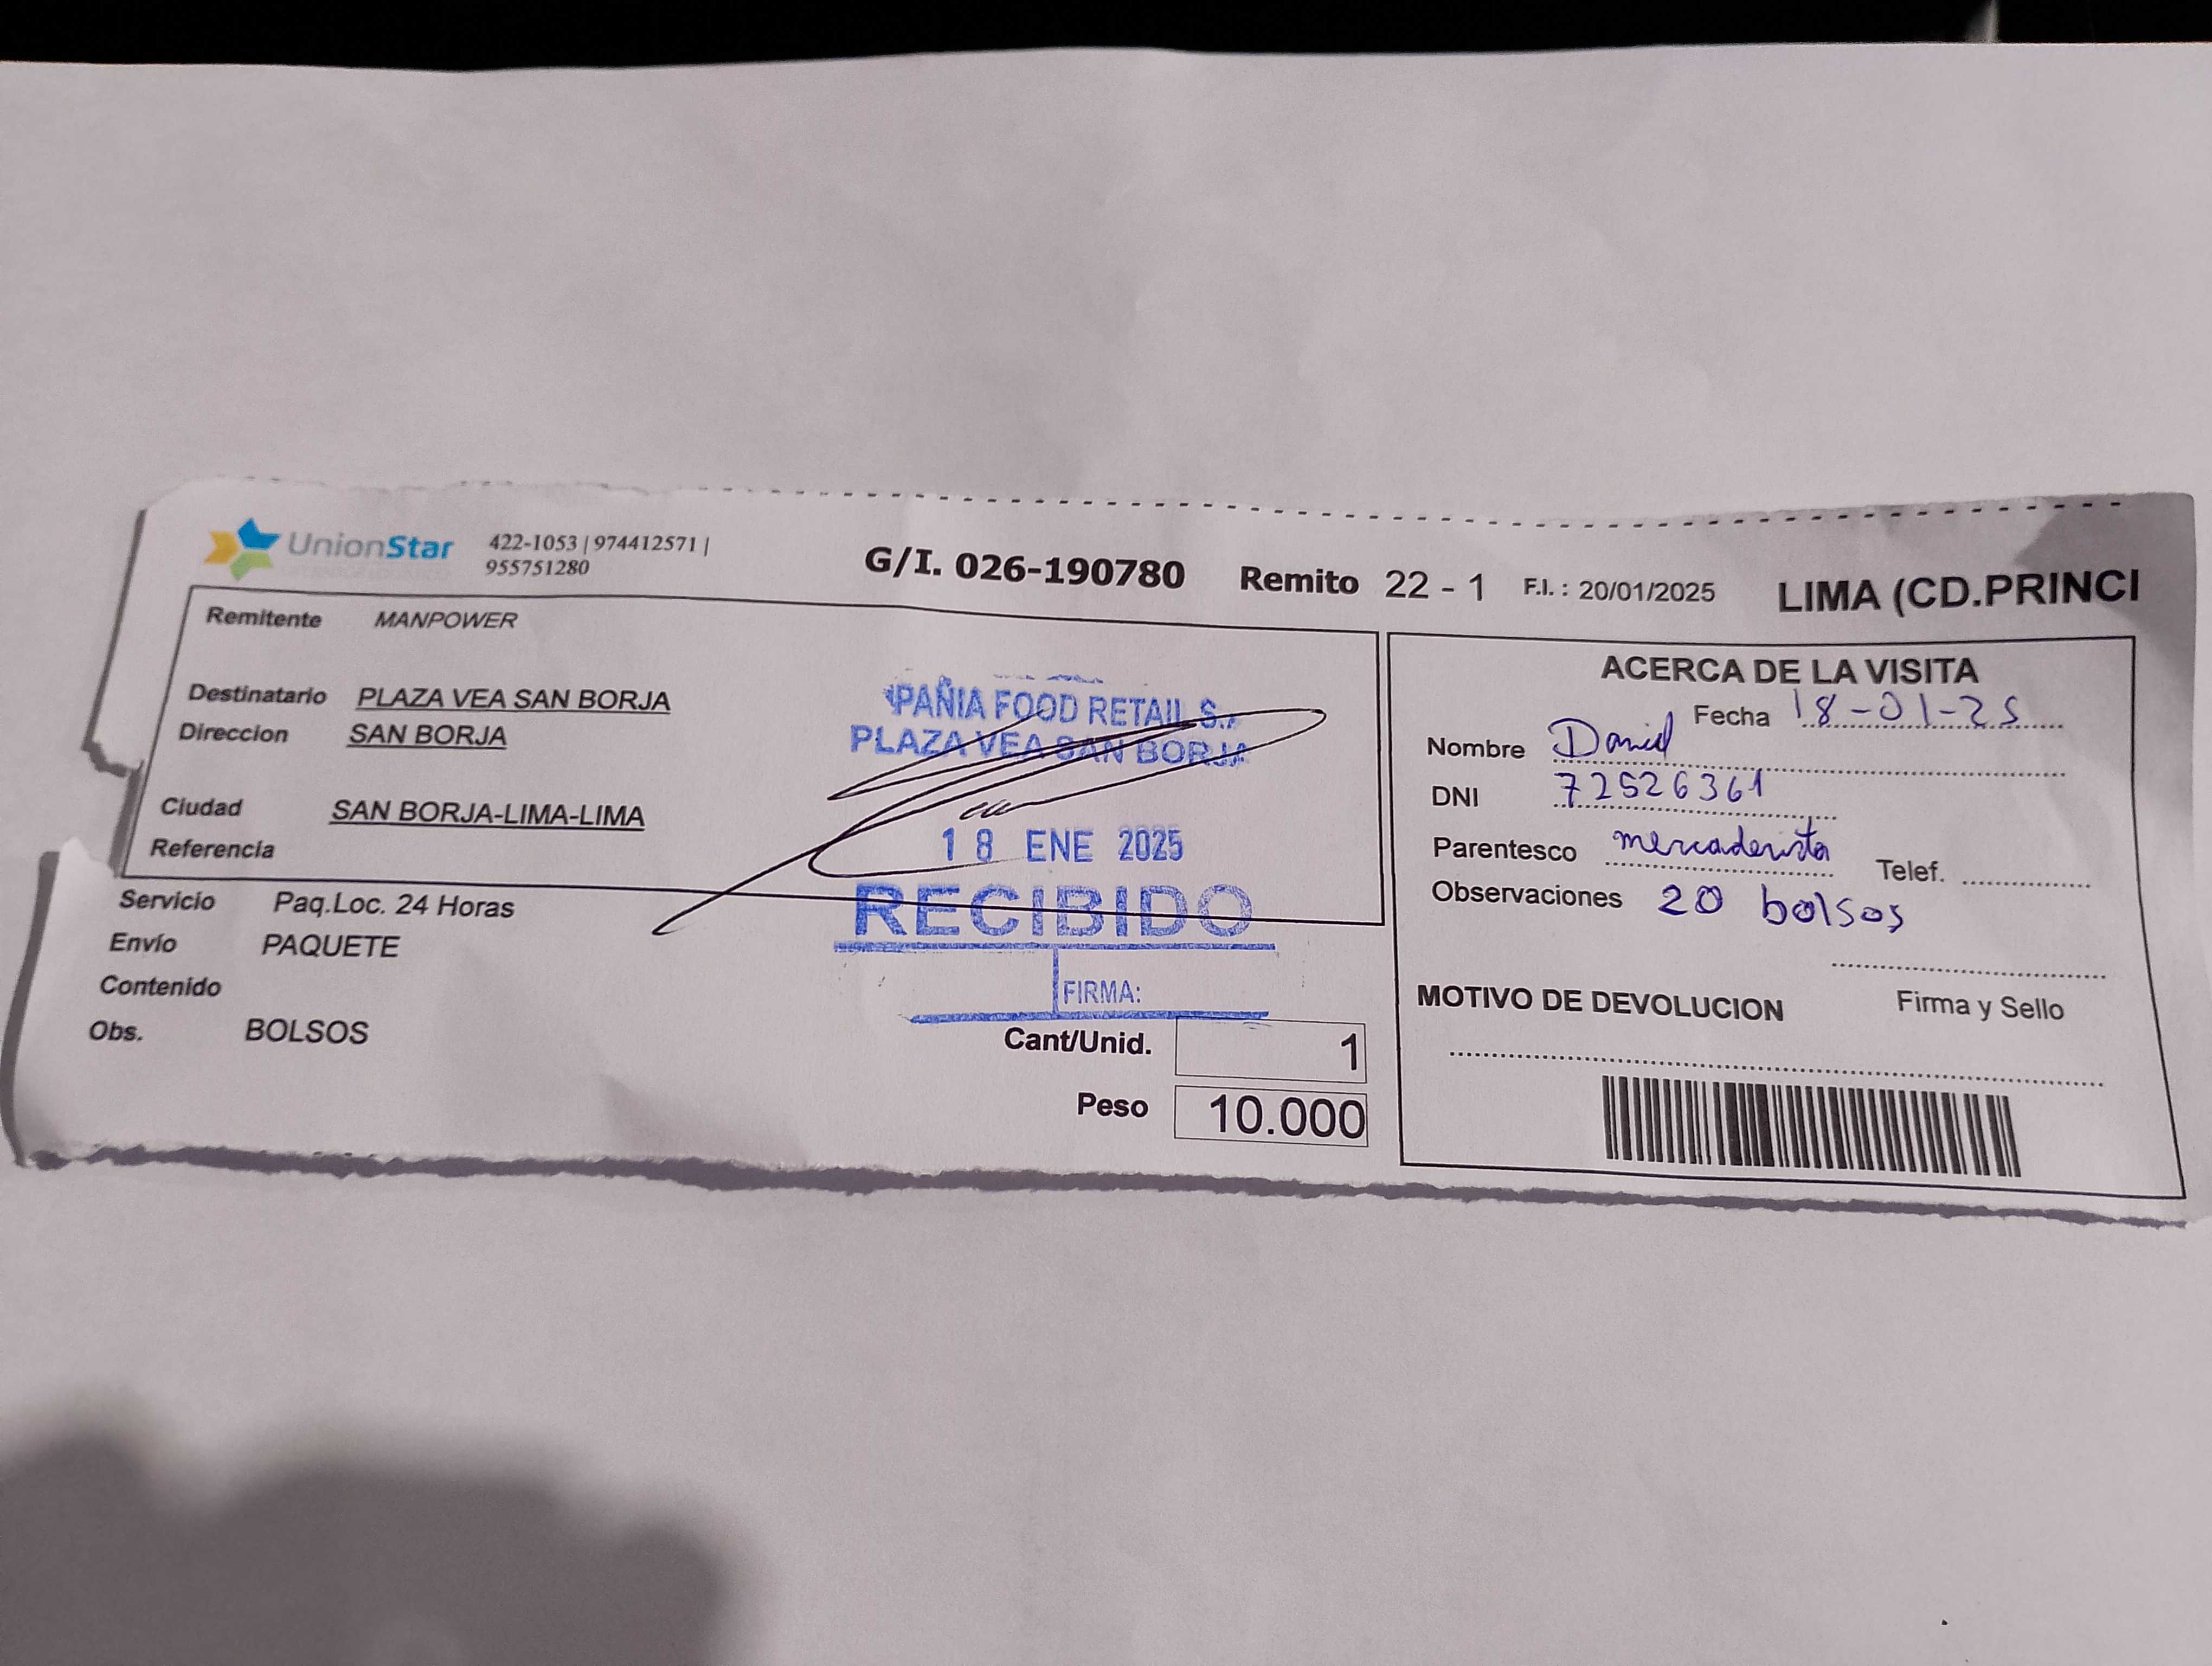 UnionStar 422-1053 | 974412571 |
955751280
G/I. 026-190780 Remito 22 - 1 F.I. : 20/01/2025 LIMA (CD.PRINCI
Remitente MANPOWER
Destinatario PLAZA VEA SAN BORJA
Direccion SAN BORJA
Ciudad SAN BORJA-LIMA-LIMA
Referencia
PAÑIA FOOD RETAIL S.
PLAZA VEA SAN BORJA
18 ENE 2025
RECIBIDO
FIRMA:
Servicio Paq.Loc. 24 Horas
Envío PAQUETE
Contenido
Obs. BOLSOS
Cant/Unid. 1
Peso 10.000
ACERCA DE LA VISITA
Fecha 18-01-25
Nombre Daniel
DNI 72526361
Parentesco mercaderista Telef.
Observaciones 20 bolsos
MOTIVO DE DEVOLUCION Firma y Sello